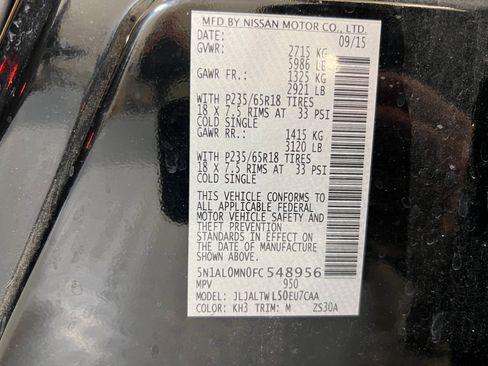 MFD BY NISSAN MOTOR CO., LTD.
DATE: 09/15
GVWR: 2715 KG
5986 LB
GAWR FR.: 1325 KG
2921 LB
WITH P235/65R18 TIRES
18 X 7.5 RIMS AT 33 PSI
COLD SINGLE
GAWR RR.: 1415 KG
3120 LB
WITH P235/65R18 TIRES
18 X 7.5 RIMS AT 33 PSI
COLD SINGLE
THIS VEHICLE CONFORMS TO
ALL APPLICABLE FEDERAL
MOTOR VEHICLE SAFETY AND
THEFT PREVENTION
STANDARDS IN EFFECT ON THE
DATE OF MANUFACTURE SHOWN
ABOVE.
5N1AL0MN0FC 548956
MPV 950
MODEL: JLJALTW L50EU7CAA
COLOR: KH3 TRIM: M ZS30A